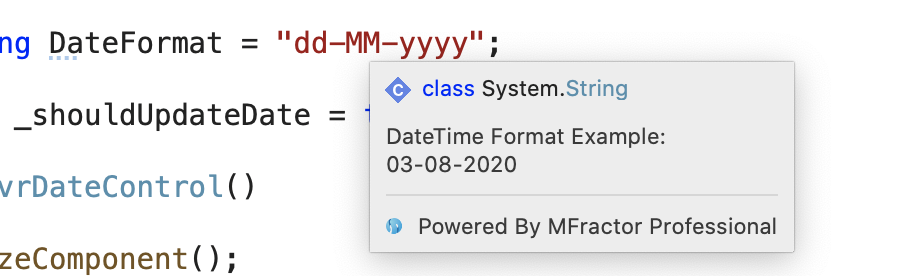 ng DateFormat = "dd-MM-yyyy";
class System.String
_shouldUpdateDate =
DateTime Format Example:
03-08-2020
vrDateControl()
Powered By MFractor Professional
zeComponent();